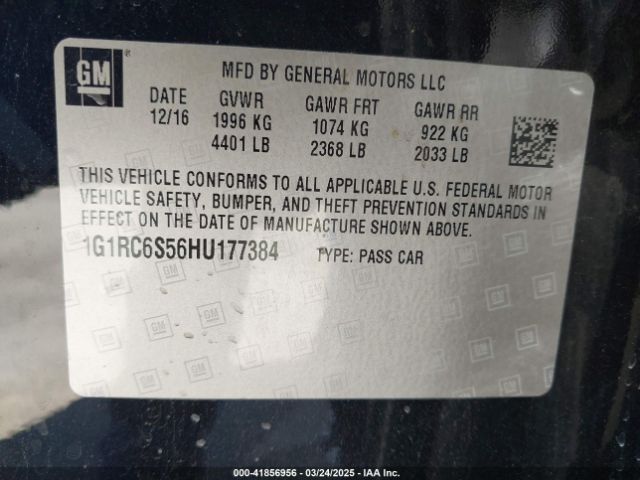 GM
MFD BY GENERAL MOTORS LLC
DATE GVWR GAWR FRT GAWR RR
12/16 1996 KG 1074 KG 922 KG
4401 LB 2368 LB 2033 LB
THIS VEHICLE CONFORMS TO ALL APPLICABLE U.S. FEDERAL MOTOR
VEHICLE SAFETY, BUMPER, AND THEFT PREVENTION STANDARDS IN
EFFECT ON THE DATE OF MANUFACTURE SHOWN ABOVE.
1G1RC6S56HU177384 TYPE: PASS CAR
000-41856956 - 03/24/2025 - IAA Inc.